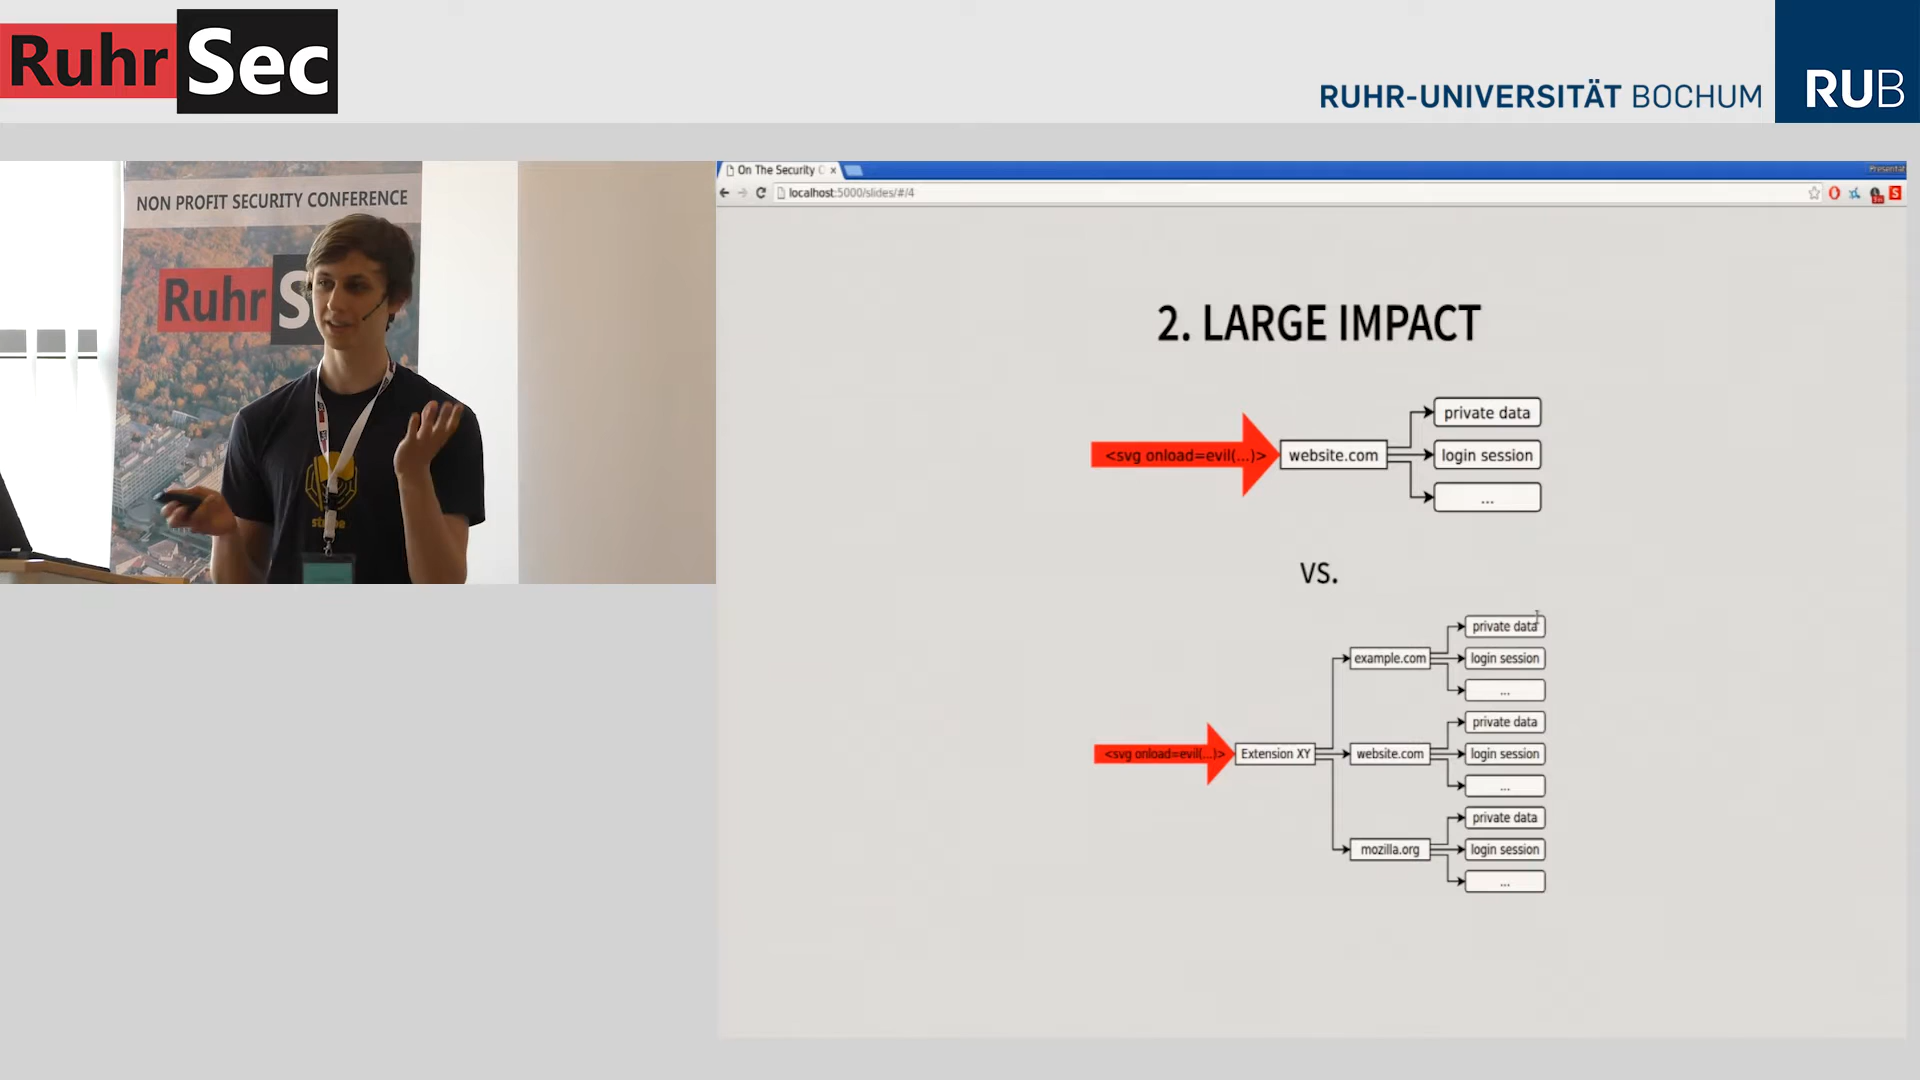 Ruhr Sec
RUHR-UNIVERSITÄT BOCHUM
RUB
NON PROFIT SECURITY CONFERENCE
Ruhr S
On The Security
localhost:5000/slides/#/4
2. LARGE IMPACT
<svg onload=evil(...)>
website.com
private data
login session
...
VS.
<svg onload=evil(...)>
Extension XY
example.com
private data
login session
...
website.com
private data
login session
...
mozilla.org
private data
login session
...